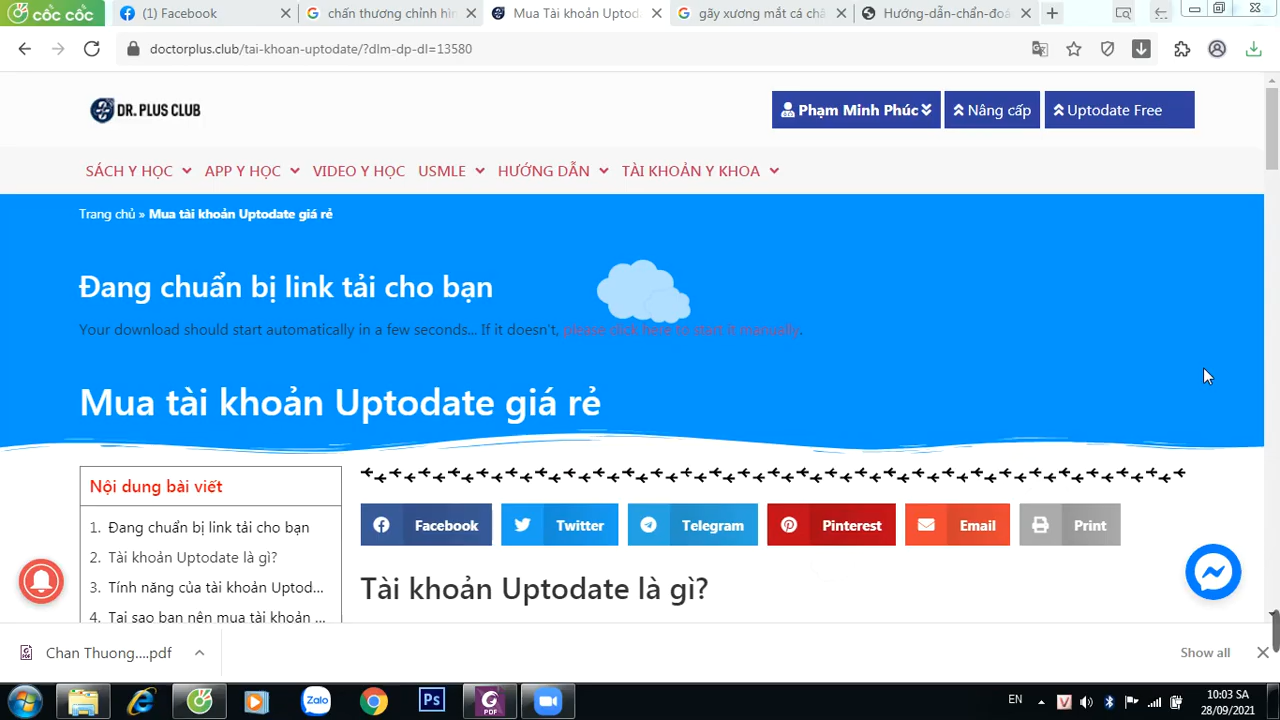 cốc cốc
(1) Facebook
chấn thương chỉnh hìn
Mua Tài khoản Uptod
gãy xương mắt cá ch
Hướng-dẫn-chẩn-đoá
doctorplus.club/tai-khoan-uptodate/?dlm-dp-dl=13580
DR. PLUS CLUB
Phạm Minh Phúc
Nâng cấp
Uptodate Free
SÁCH Y HỌC
APP Y HỌC
VIDEO Y HỌC
USMLE
HƯỚNG DẪN
TÀI KHOẢN Y KHOA
Trang chủ » Mua tài khoản Uptodate giá rẻ
Đang chuẩn bị link tải cho bạn
Your download should start automatically in a few seconds... If it doesn't, please click here to start it manually.
Mua tài khoản Uptodate giá rẻ
Nội dung bài viết
1. Đang chuẩn bị link tải cho bạn
2. Tài khoản Uptodate là gì?
3. Tính năng của tài khoản Uptod...
4. Tại sao bạn nên mua tài khoản ...
Facebook
Twitter
Telegram
Pinterest
Email
Print
Tài khoản Uptodate là gì?
Chan Thuong....pdf
Show all
Zalo
Ps
PDF
EN
V
10:03 SA
28/09/2021